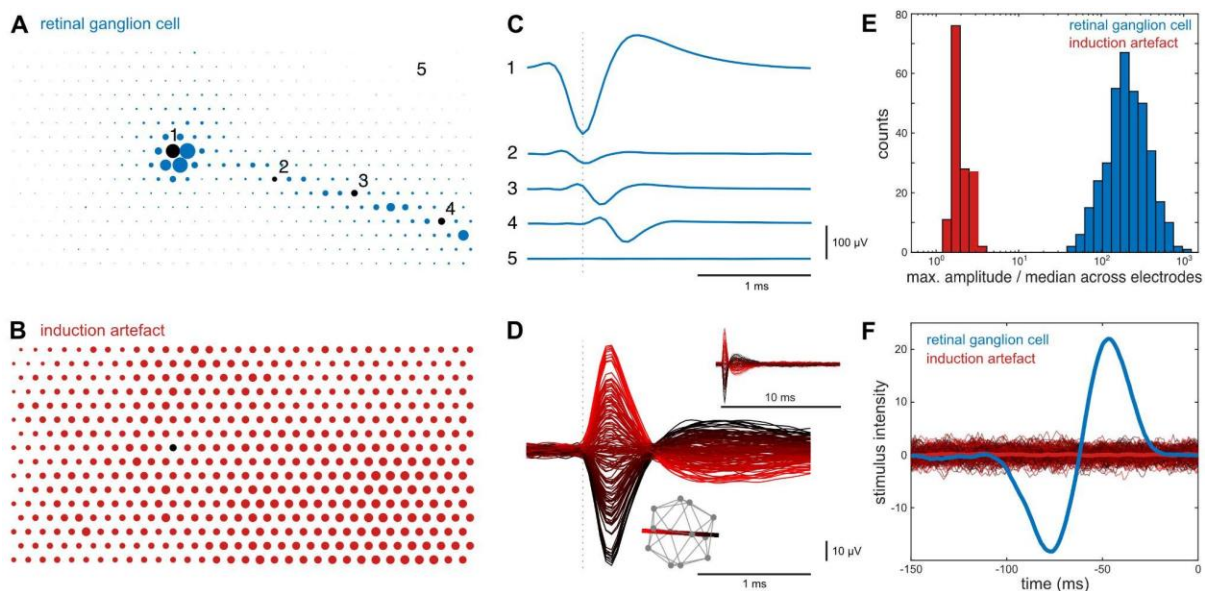 A retinal ganglion cell
5
1
2
3
4
B induction artefact
C
1
2
3
4
5
100 µV
1 ms
D
10 ms
10 µV
1 ms
E
retinal ganglion cell
induction artefact
80
60
40
20
0
counts
10⁰ 10¹ 10² 10³
max. amplitude / median across electrodes
F
retinal ganglion cell
induction artefact
20
10
0
-10
stimulus intensity
-150 -100 -50 0
time (ms)